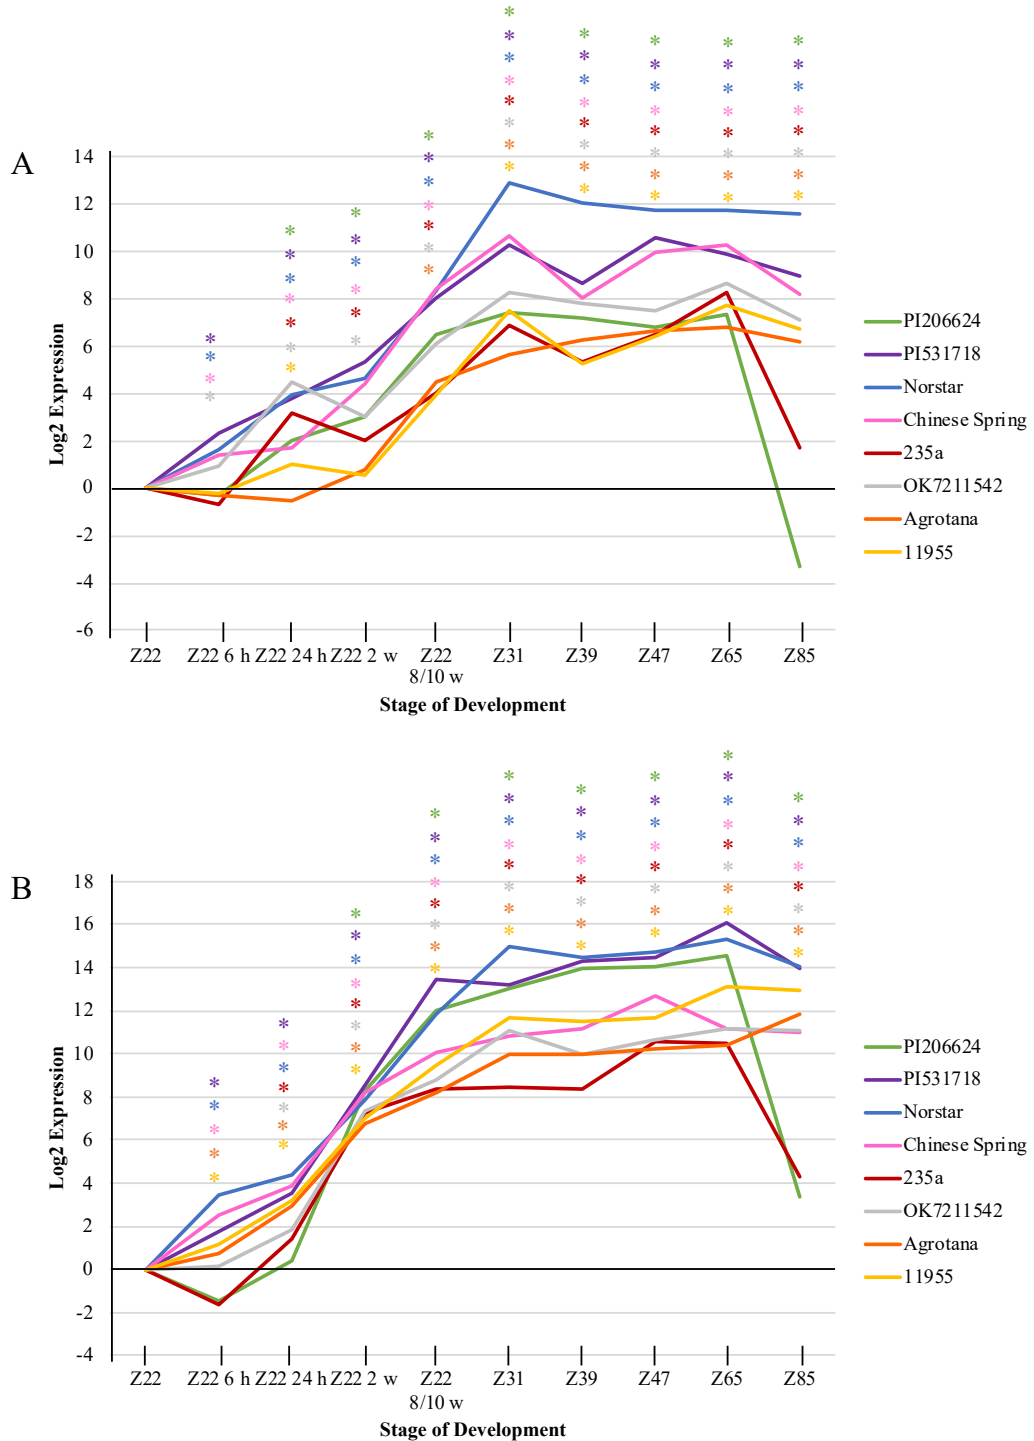 A
14
12
10
8
6
4
2
0
-2
-4
-6
Log2 Expression
Z22 Z22 6 h Z22 24 h Z22 2 w Z22 Z31 Z39 Z47 Z65 Z85
8/10 w
Stage of Development
PI206624
PI531718
Norstar
Chinese Spring
235a
OK7211542
Agrotana
11955
B
18
16
14
12
10
8
6
4
2
0
-2
-4
Log2 Expression
Z22 Z22 6 h Z22 24 h Z22 2 w Z22 Z31 Z39 Z47 Z65 Z85
8/10 w
Stage of Development
PI206624
PI531718
Norstar
Chinese Spring
235a
OK7211542
Agrotana
11955